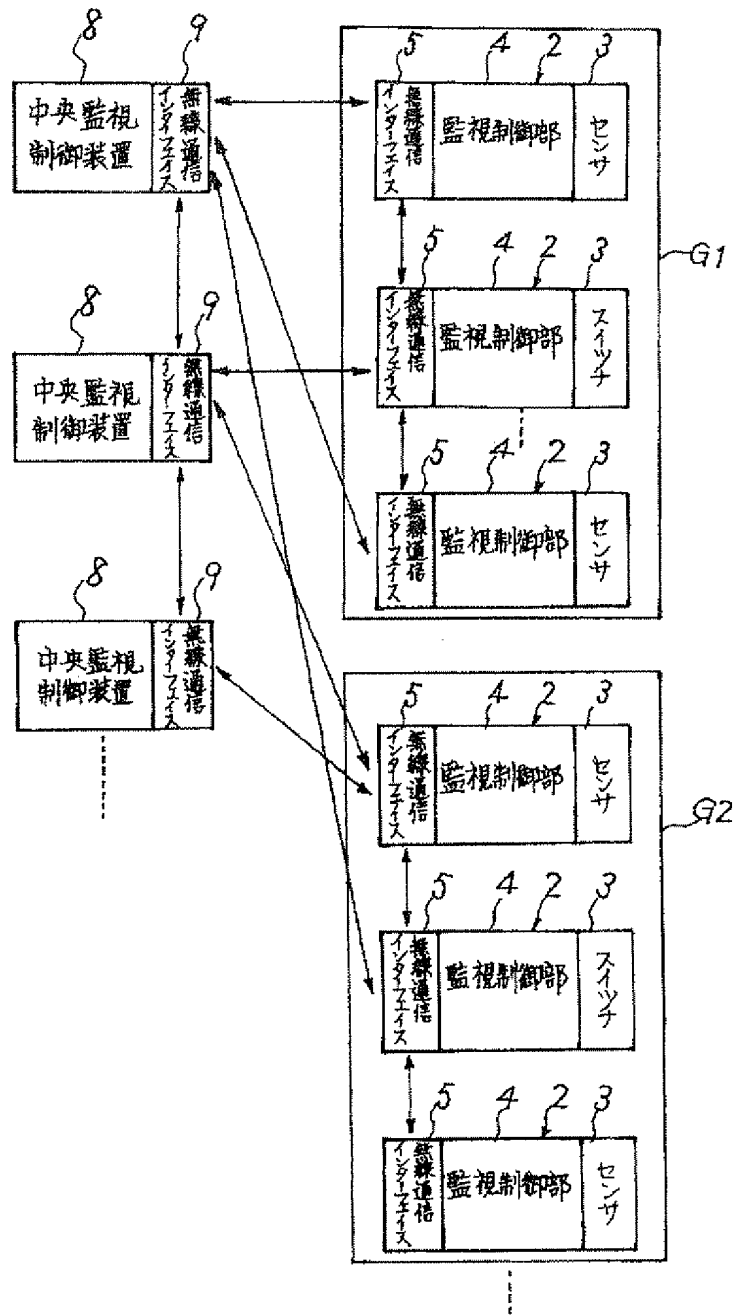 8
9
中央監視
制御装置
無線通信
インターフェイス
8
9
中央監視
制御装置
無線通信
インターフェイス
8
9
中央監視
制御装置
無線通信
インターフェイス
5
4
2
3
無線通信
インターフェイス
監視制御部
センサ
5
4
2
3
無線通信
インターフェイス
監視制御部
スイツチ
5
4
2
3
無線通信
インターフェイス
監視制御部
センサ
G1
5
4
2
3
無線通信
インターフェイス
監視制御部
センサ
5
4
2
3
無線通信
インターフェイス
監視制御部
スイツチ
5
4
2
3
無線通信
インターフェイス
監視制御部
センサ
G2